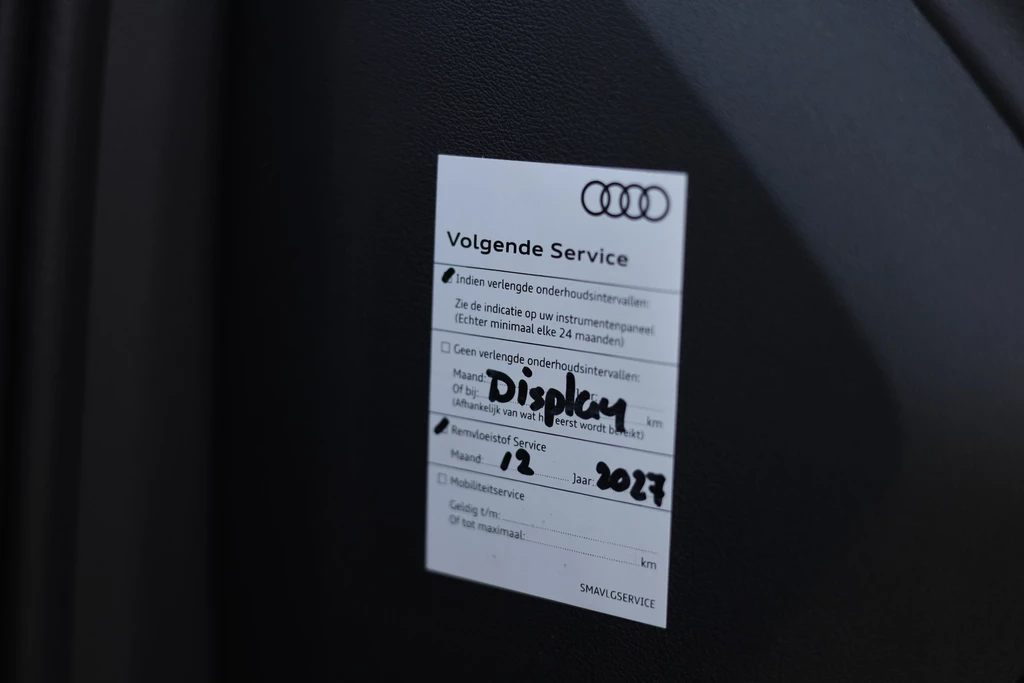 Volgende Service
Indien verlengde onderhoudsintervallen:
Zie de indicatie op uw instrumentenpaneel
(Echter minimaal elke 24 maanden)
Geen verlengde onderhoudsintervallen:
Maand: Jaar:
Of bij: Display km
(Afhankelijk van wat h eerst wordt bereikt)
Remvloeistof Service
Maand: 12 Jaar: 2027
Mobiliteitservice
Geldig t/m:
Of tot maximaal: km
SMAVLGSERVICE